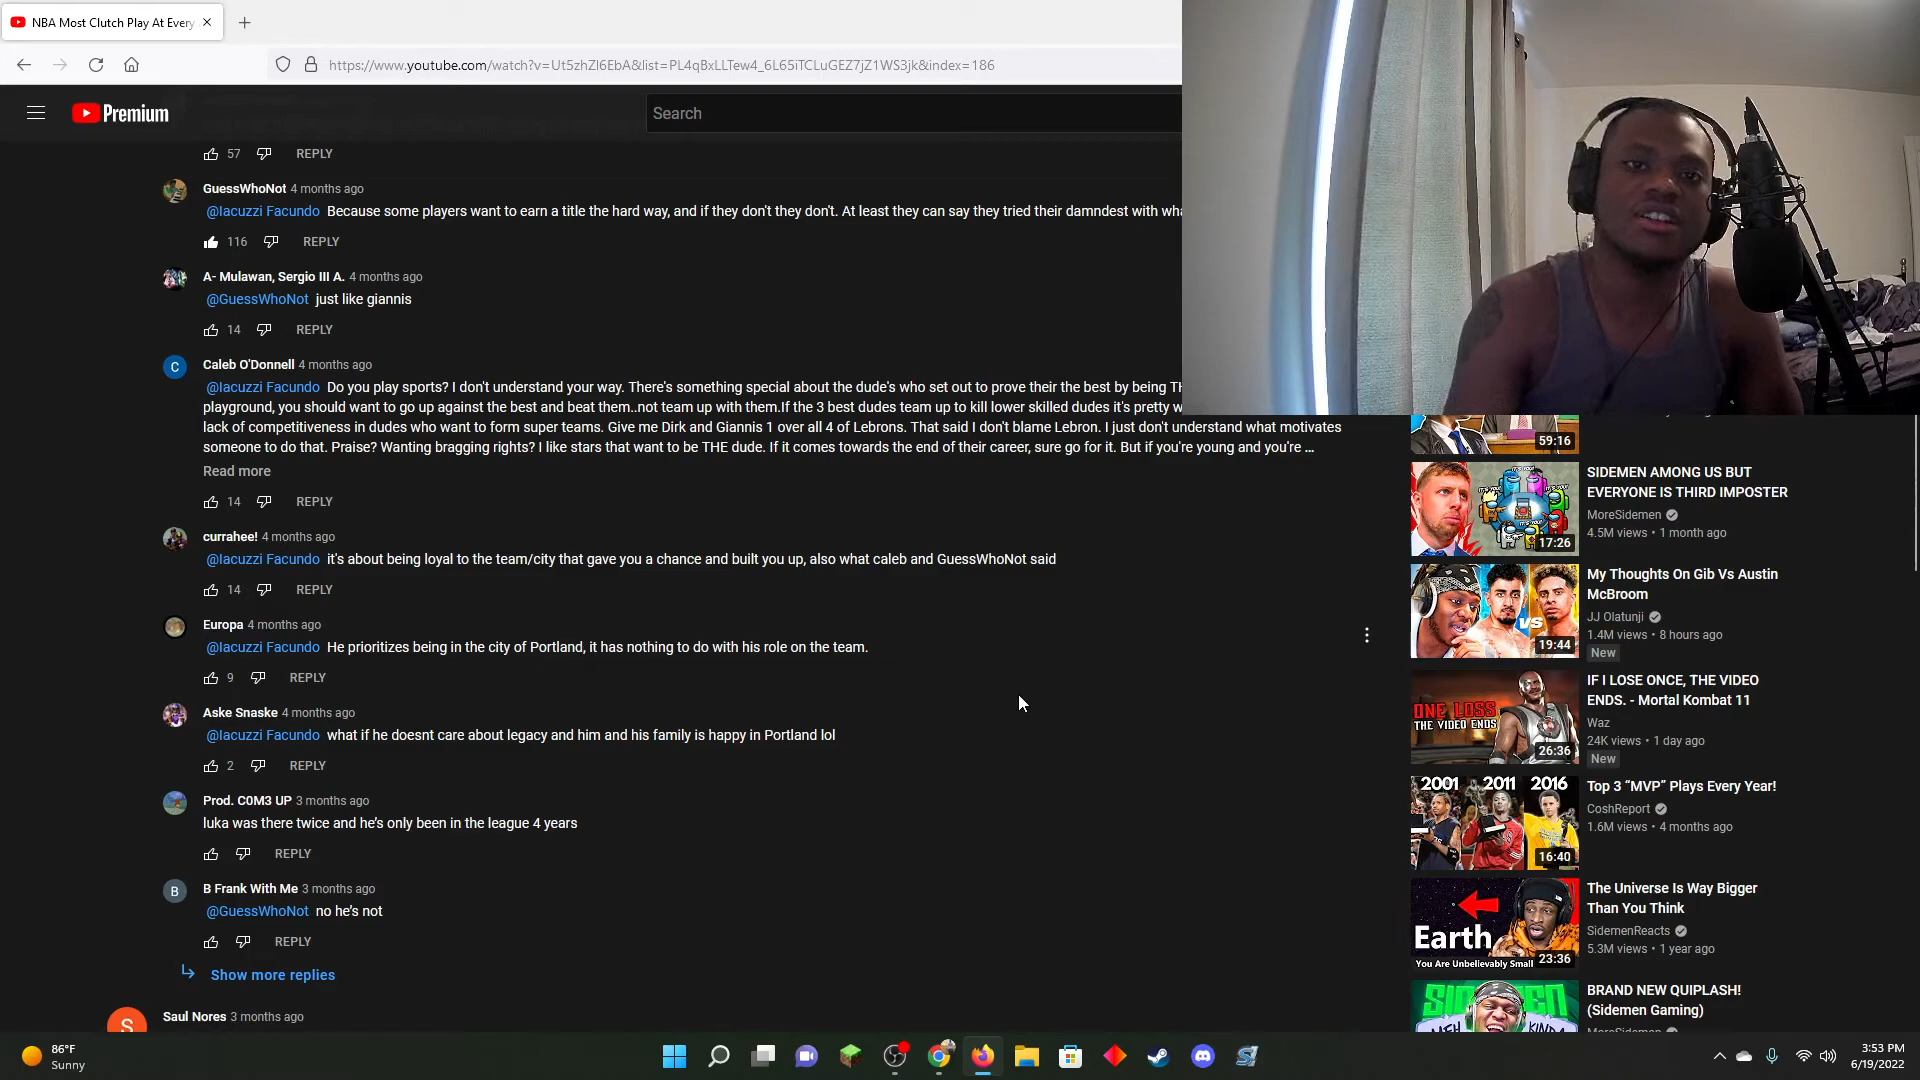 NBA Most Clutch Play At Every
https://www.youtube.com/watch?v=Ut5zhZl6EbA&list=PL4qBxLLTew4_6L65iTCLuGEZ7jZ1WS3jk&index=186
Premium
Search
57 REPLY
GuessWhoNot 4 months ago
@Iacuzzi Facundo Because some players want to earn a title the hard way, and if they don't they don't. At least they can say they tried their damndest with
116 REPLY
A- Mulawan, Sergio III A. 4 months ago
@GuessWhoNot just like giannis
14 REPLY
C
Caleb O'Donnell 4 months ago
@Iacuzzi Facundo Do you play sports? I don't understand your way. There's something special about the dude's who set out to prove their the best by being
playground, you should want to go up against the best and beat them..not team up with them.If the 3 best dudes team up to kill lower skilled dudes it's pretty
lack of competitiveness in dudes who want to form super teams. Give me Dirk and Giannis 1 over all 4 of Lebrons. That said I don't blame Lebron. I just don't understand what motivates
someone to do that. Praise? Wanting bragging rights? I like stars that want to be THE dude. If it comes towards the end of their career, sure go for it. But if you're young and you're ...
Read more
14 REPLY
currahee! 4 months ago
@Iacuzzi Facundo it's about being loyal to the team/city that gave you a chance and built you up, also what caleb and GuessWhoNot said
14 REPLY
Europa 4 months ago
@Iacuzzi Facundo He prioritizes being in the city of Portland, it has nothing to do with his role on the team.
9 REPLY
Aske Snaske 4 months ago
@Iacuzzi Facundo what if he doesnt care about legacy and him and his family is happy in Portland lol
2 REPLY
Prod. C0M3 UP 3 months ago
luka was there twice and he's only been in the league 4 years
REPLY
B
B Frank With Me 3 months ago
@GuessWhoNot no he's not
REPLY
Show more replies
S
Saul Nores 3 months ago
59:16
SIDEMEN AMONG US BUT
EVERYONE IS THIRD IMPOSTER
MoreSidemen
4.5M views • 1 month ago
17:26
My Thoughts On Gib Vs Austin
McBroom
JJ Olatunji
1.4M views • 8 hours ago
New
VS
19:44
IF I LOSE ONCE, THE VIDEO
ENDS. - Mortal Kombat 11
Waz
24K views • 1 day ago
New
ONE LOSS
THE VIDEO ENDS
26:36
Top 3 “MVP” Plays Every Year!
CoshReport
1.6M views • 4 months ago
2001 2011 2016
16:40
The Universe Is Way Bigger
Than You Think
SidemenReacts
5.3M views • 1 year ago
Earth
You Are Unbelievably Small
23:36
BRAND NEW QUIPLASH!
(Sidemen Gaming)
SIDEMEN
86°F
Sunny
3:53 PM
6/19/2022